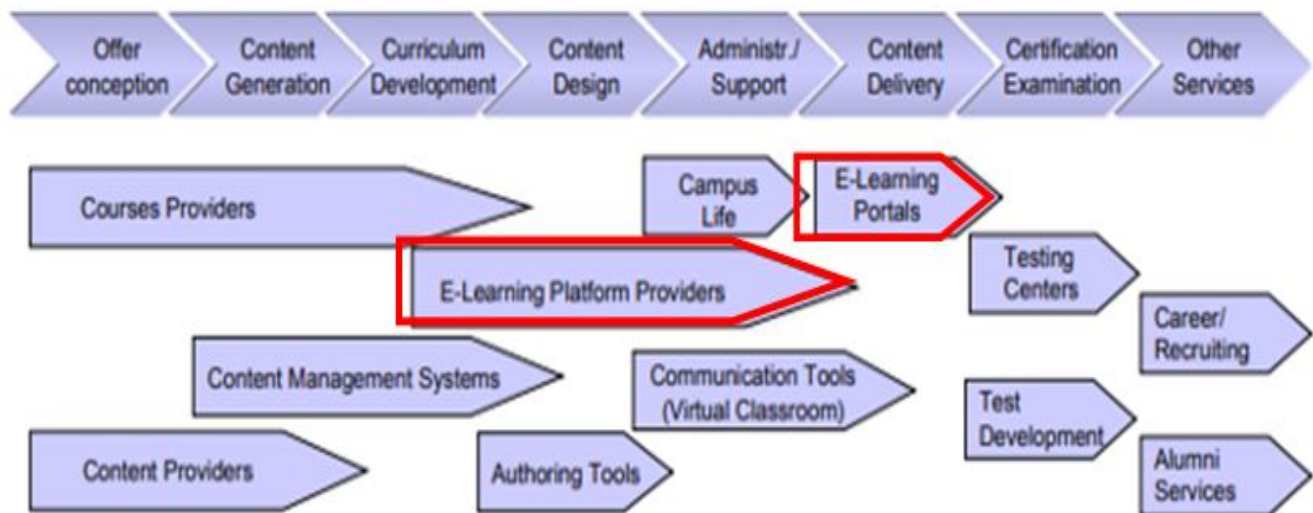 Offer
conception
Content
Generation
Curriculum
Development
Content
Design
Administr./
Support
Content
Delivery
Certification
Examination
Other
Services
Courses Providers
Campus
Life
E-Learning
Portals
E-Learning Platform Providers
Testing
Centers
Career/
Recruiting
Content Management Systems
Communication Tools
(Virtual Classroom)
Test
Development
Content Providers
Authoring Tools
Alumni
Services